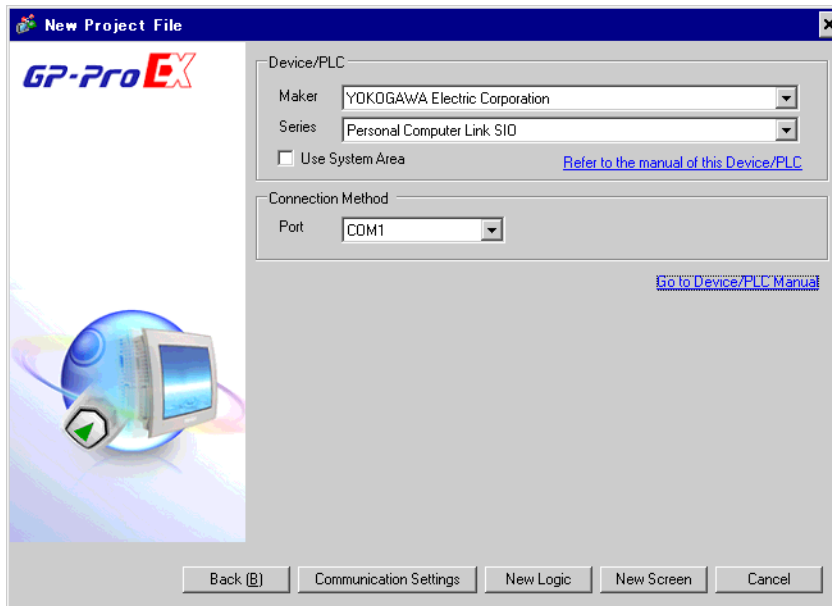 New Project File
GP-Pro EX
Device/PLC
Maker YOKOGAWA Electric Corporation
Series Personal Computer Link SIO
Use System Area Refer to the manual of this Device/PLC
Connection Method
Port COM1
Go to Device/PLC Manual
Back (B) Communication Settings New Logic New Screen Cancel